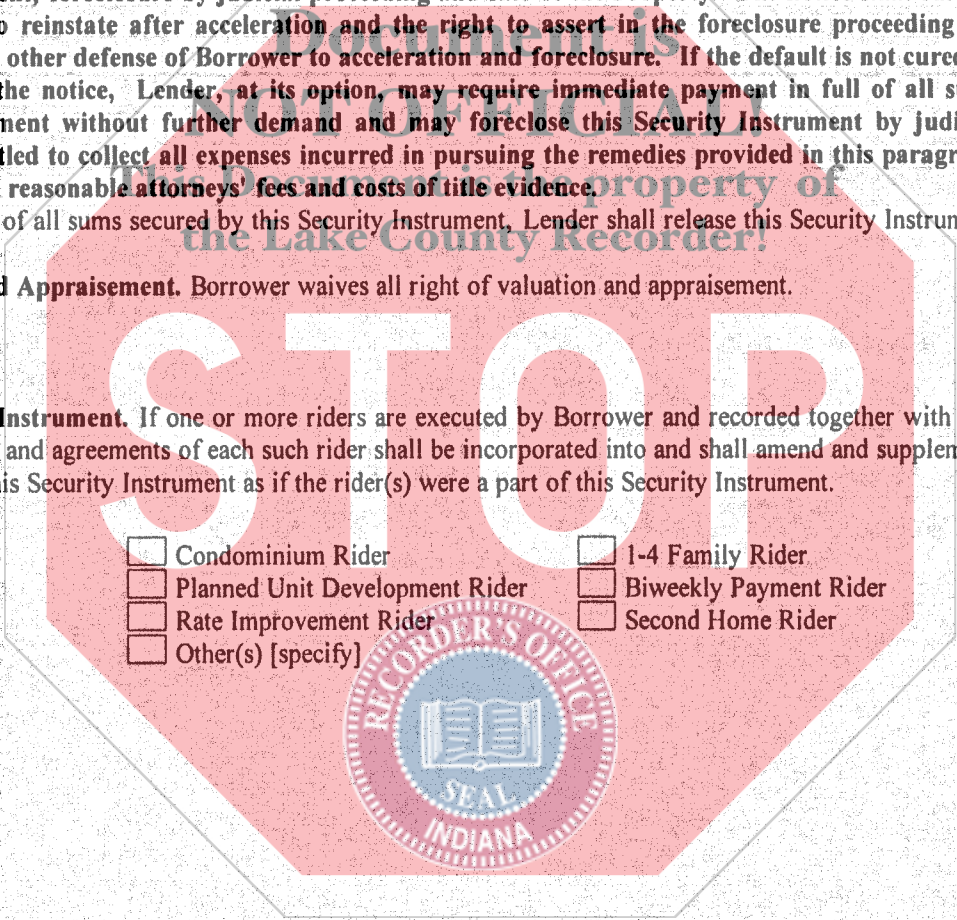 foreclosure by judicial proceeding and
o reinstate after acceleration and the right to assert in the foreclosure proceeding
other defense of Borrower to acceleration and foreclosure. If the default is not cured
the notice, Lender, at its option, may require immediate payment in full of all su
ment without further demand and may foreclose this Security Instrument by judi
tled to collect all expenses incurred in pursuing the remedies provided in this paragr
reasonable attorneys' fees and costs of title evidence.
of all sums secured by this Security Instrument, Lender shall release this Security Instrum
d Appraisement. Borrower waives all right of valuation and appraisement.
Instrument. If one or more riders are executed by Borrower and recorded together with
and agreements of each such rider shall be incorporated into and shall amend and supplem
is Security Instrument as if the rider(s) were a part of this Security Instrument.
Condominium Rider
1-4 Family Rider
Planned Unit Development Rider
Biweekly Payment Rider
Rate Improvement Rider
Second Home Rider
Other(s) [specify]
Document is
NOT OFFICIAL!
This Document is the property of
the Lake County Recorder!
STOP
RECORDER'S OFFICE
SEAL
INDIANA